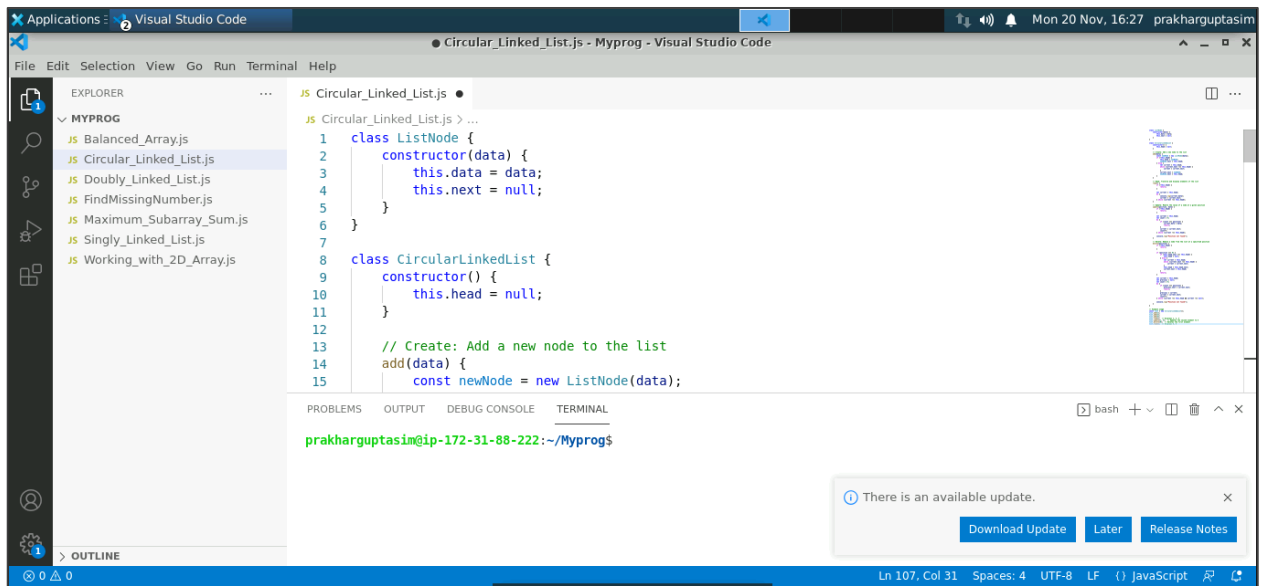 Applications
2
Visual Studio Code
Mon 20 Nov, 16:27 prakharguptasim
● Circular_Linked_List.js - Myprog - Visual Studio Code
File Edit Selection View Go Run Terminal Help
EXPLORER
MYPROG
JS Balanced_Array.js
JS Circular_Linked_List.js
JS Doubly_Linked_List.js
JS FindMissingNumber.js
JS Maximum_Subarray_Sum.js
JS Singly_Linked_List.js
JS Working_with_2D_Array.js
OUTLINE
1
1
JS Circular_Linked_List.js ●
JS Circular_Linked_List.js > ...
1 class ListNode {
2 constructor(data) {
3 this.data = data;
4 this.next = null;
5 }
6 }
7
8 class CircularLinkedList {
9 constructor() {
10 this.head = null;
11 }
12
13 // Create: Add a new node to the list
14 add(data) {
15 const newNode = new ListNode(data);
PROBLEMS OUTPUT DEBUG CONSOLE TERMINAL
bash
prakharguptasim@ip-172-31-88-222:~/Myprog$
There is an available update.
Download Update Later Release Notes
0 0
Ln 107, Col 31 Spaces: 4 UTF-8 LF {} JavaScript